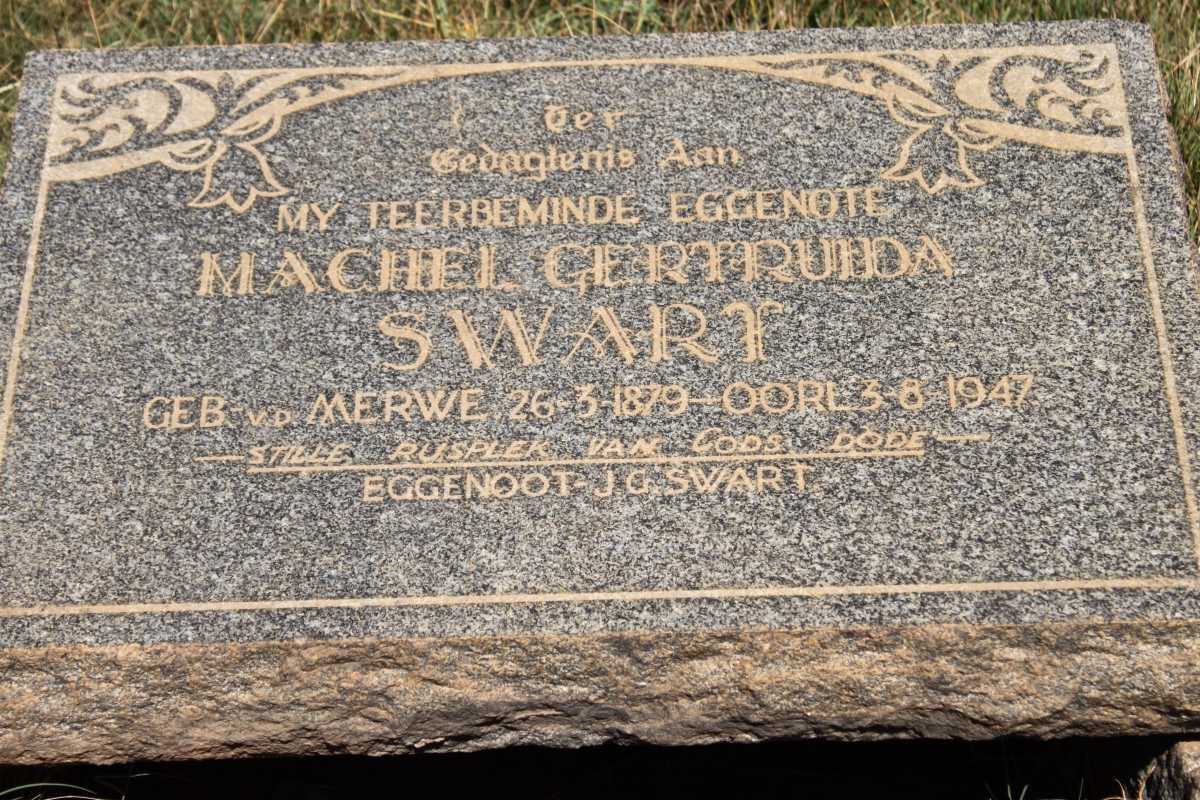 Ter
Gedagtenis Aan
MY TEERBEMINDE EGGENOTE
MACHEL GERTRUIDA
SWART
GEB:- V.D MERWE 26-3-1879-OORL 3-8-1947
STILLE RUSPLEK VAN GODS DODE
EGGENOOT- J.G. SWART.